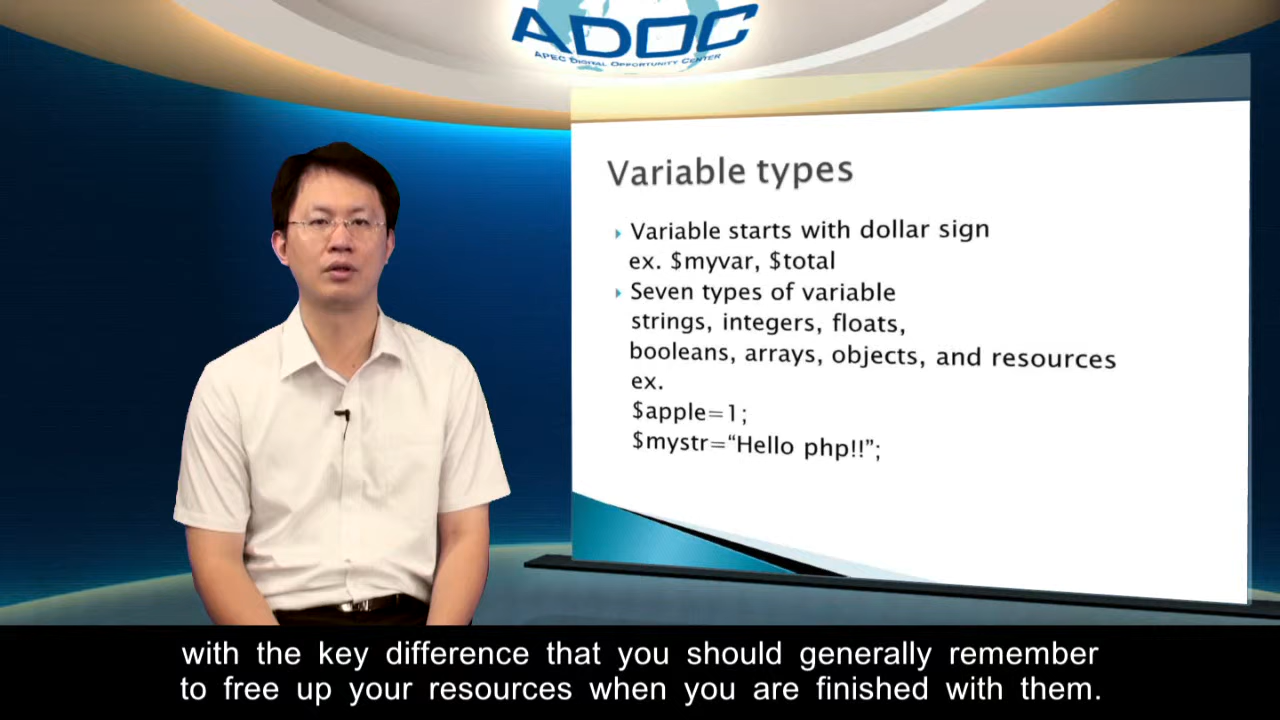 ADOC
APEC DIGITAL OPPORTUNITY CENTER
Variable types
Variable starts with dollar sign
ex. $myvar, $total
Seven types of variable
strings, integers, floats,
booleans, arrays, objects, and resources
ex.
$apple=1;
$mystr=“Hello php!!”;
with the key difference that you should generally remember
to free up your resources when you are finished with them.